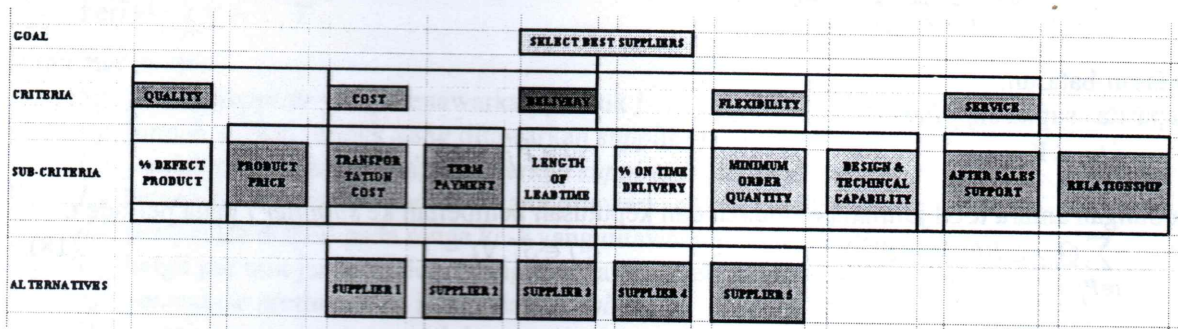 GOAL
SELECT BEST SUPPLIERS
CRITERIA
QUALITY
COST
DELIVERY
FLEXIBILITY
SERVICE
SUB-CRITERIA
% DEFECT
PRODUCT
PRODUCT
PRICE
TRANSPOR
TATION
COST
TERM
PAYMENT
LENGTH
OF
LEADTIME
% ON TIME
DELIVERY
MINIMUM
ORDER
QUANTITY
DESIGN &
TECHINCAL
CAPABILITY
AFTER SALES
SUPPORT
RELATIONSHIP
ALTERNATIVES
SUPPLIER 1
SUPPLIER 2
SUPPLIER 3
SUPPLIER 4
SUPPLIER 5